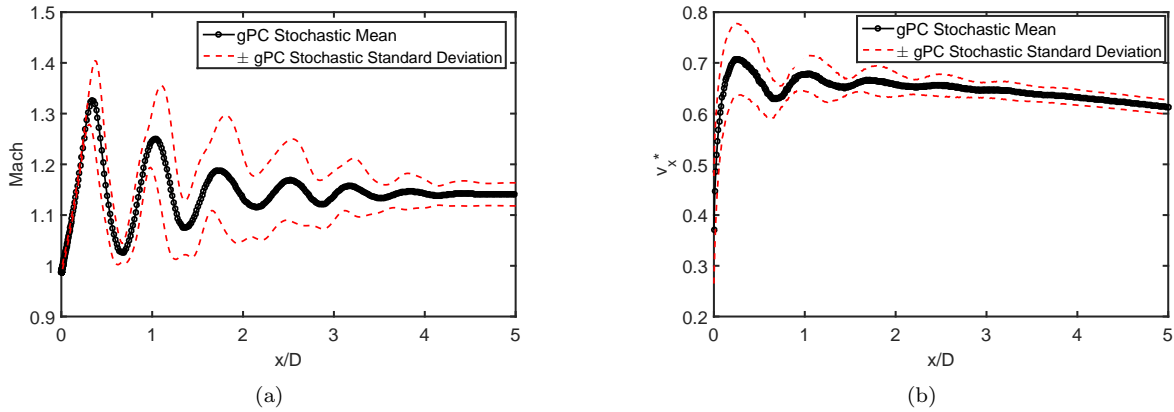 1.5
1.4
1.3
1.2
1.1
1
0.9
Mach
0 1 2 3 4 5
x/D
gPC Stochastic Mean
± gPC Stochastic Standard Deviation
(a)
0.8
0.7
0.6
0.5
0.4
0.3
0.2
v_x*
0 1 2 3 4 5
x/D
gPC Stochastic Mean
± gPC Stochastic Standard Deviation
(b)